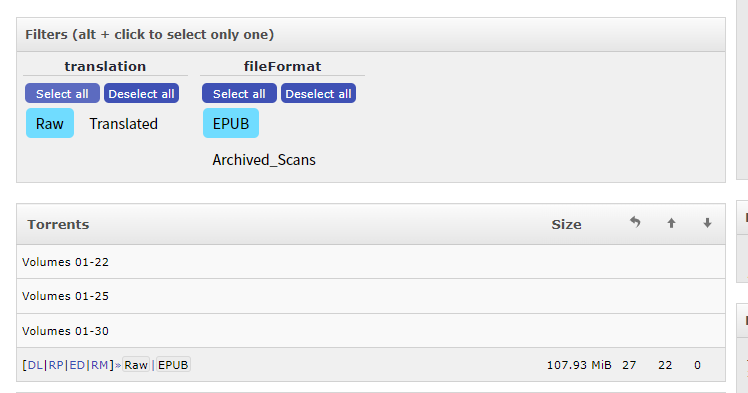 Filters (alt + click to select only one)
translation fileFormat
Select all Deselect all Select all Deselect all
Raw Translated EPUB
Archived_Scans
Torrents Size
Volumes 01-22
Volumes 01-25
Volumes 01-30
[DL|RP|ED|RM]» Raw | EPUB 107.93 MiB 27 22 0